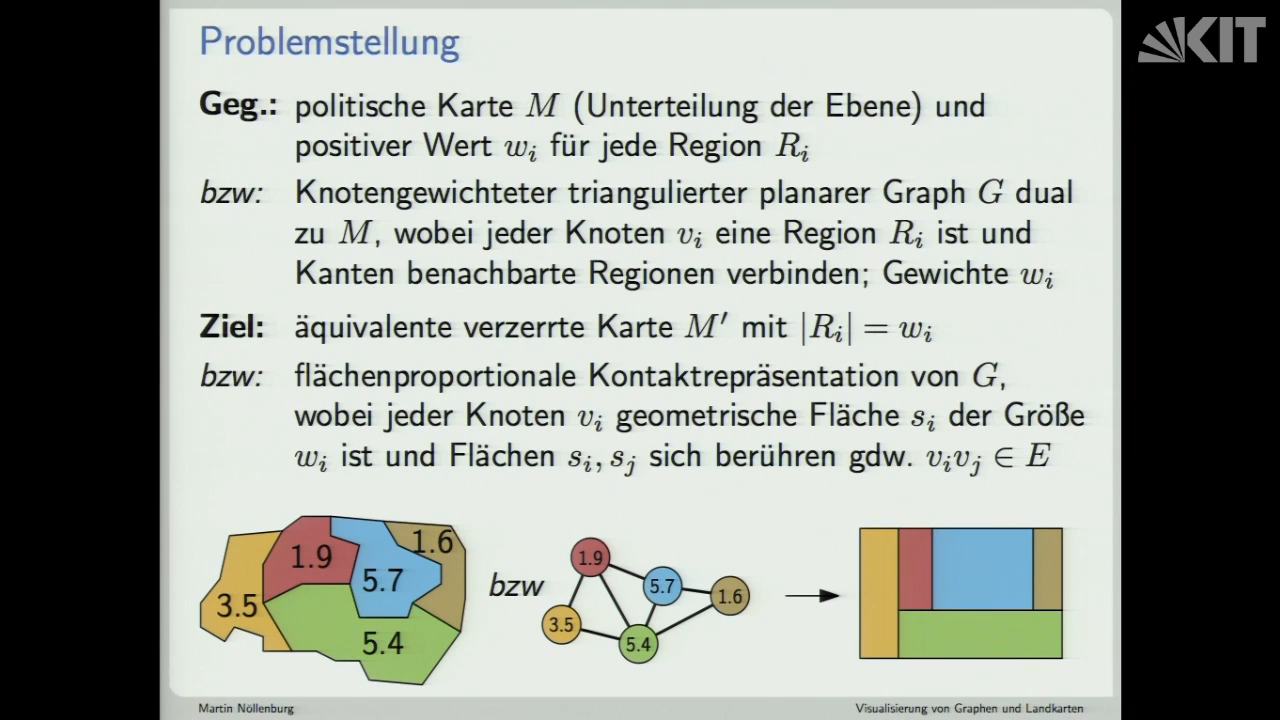 KIT
Problemstellung
Geg.: politische Karte M (Unterteilung der Ebene) und
positiver Wert w_i für jede Region R_i
bzw: Knotengewichteter triangulierter planarer Graph G dual
zu M, wobei jeder Knoten v_i eine Region R_i ist und
Kanten benachbarte Regionen verbinden; Gewichte w_i
Ziel: äquivalente verzerrte Karte M′ mit |R_i| = w_i
bzw: flächenproportionale Kontaktrepräsentation von G,
wobei jeder Knoten v_i geometrische Fläche s_i der Größe
w_i ist und Flächen s_i, s_j sich berühren gdw. v_iv_j ∈ E
1.9
1.6
5.7
3.5
5.4
bzw
1.9
5.7
1.6
3.5
5.4
Martin Nöllenburg
Visualisierung von Graphen und Landkarten